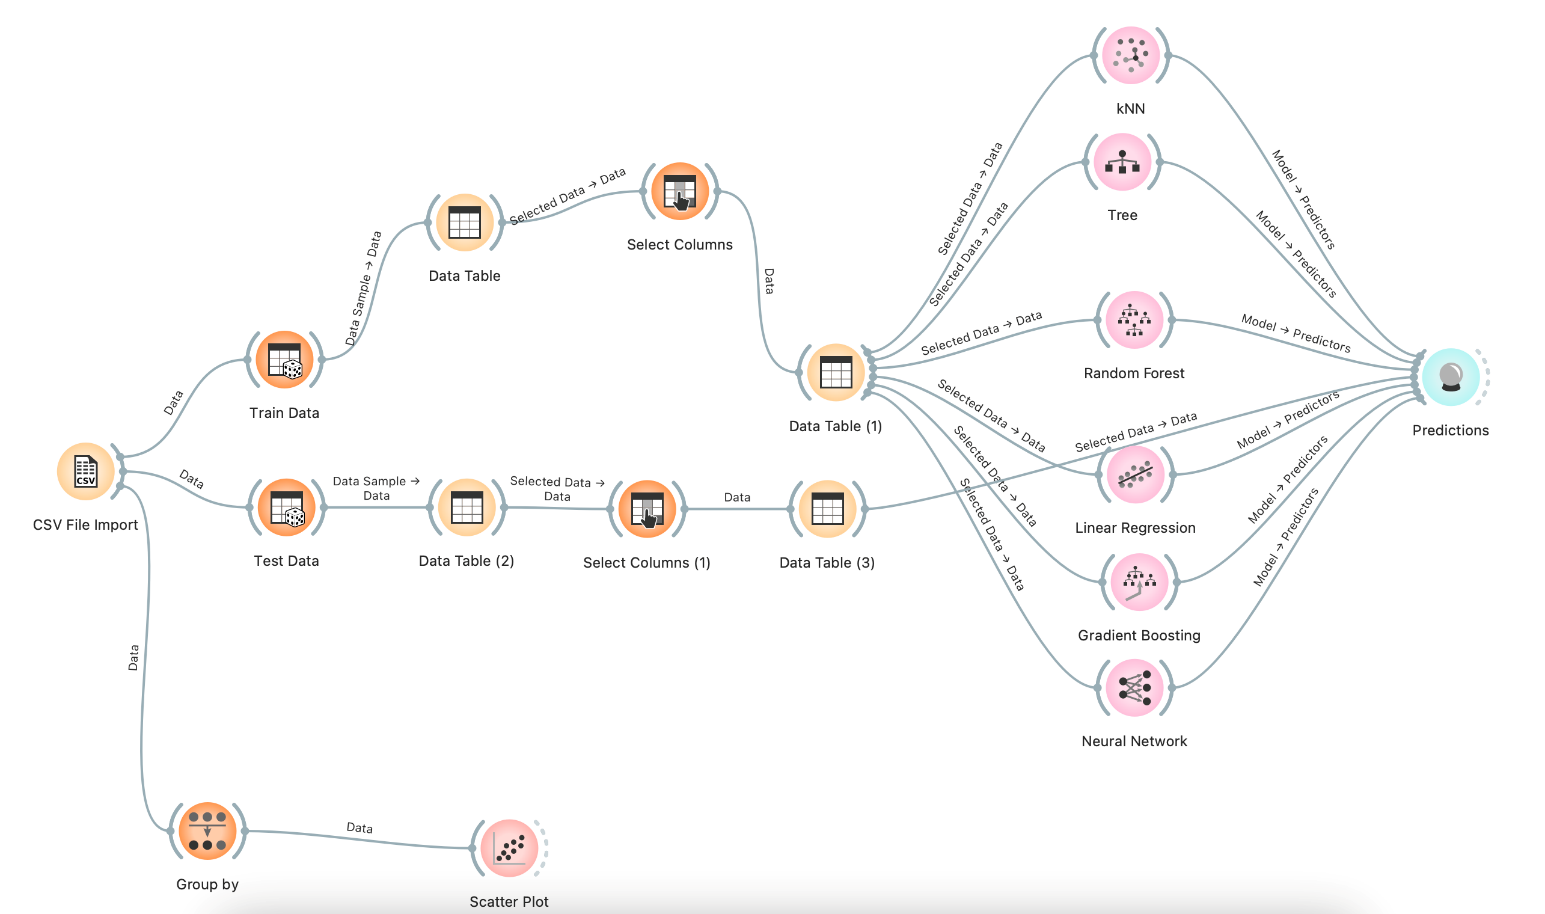 kNN
Selected Data → Data
Model → Predictors
Tree
Selected Data → Data
Model → Predictors
Selected Data → Data
Select Columns
Data Table
Data Sample → Data
Data
Random Forest
Selected Data → Data
Model → Predictors
Train Data
Data
Data Table (1)
Predictions
Selected Data → Data
Selected Data → Data
Model → Predictors
Linear Regression
CSV
CSV File Import
Data
Test Data
Data Sample →
Data
Data Table (2)
Selected Data →
Data
Select Columns (1)
Data
Data Table (3)
Selected Data → Data
Model → Predictors
Gradient Boosting
Selected Data → Data
Model → Predictors
Neural Network
Data
Group by
Data
Scatter Plot